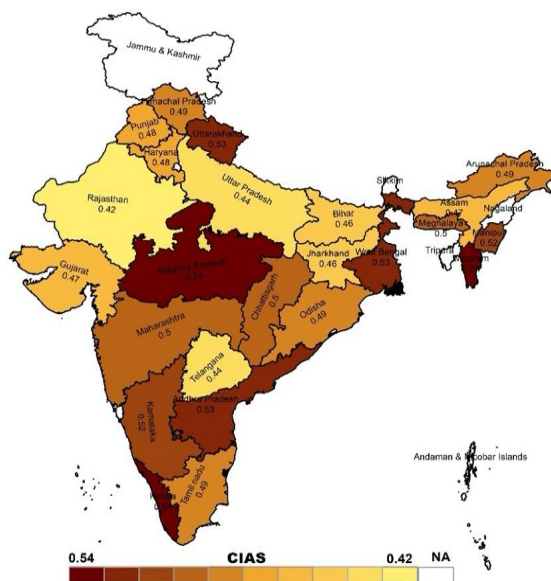 Jammu & Kashmir
Himachal Pradesh
0.49
Punjab
0.48
Uttarakhand
0.53
Haryana
0.48
Arunachal Pradesh
0.49
Rajasthan
0.42
Uttar Pradesh
0.44
Sikkim
Assam
0.47
Nagaland
Bihar
0.46
Meghalaya
0.5
Manipur
0.52
Jharkhand
0.46
West Bengal
0.53
Tripura
Mizoram
Gujarat
0.47
Madhya Pradesh
0.54
Chhattisgarh
0.5
Odisha
0.49
Maharashtra
0.5
Telangana
0.44
Andhra Pradesh
0.53
Karnataka
0.52
Andaman & Nicobar Islands
Kerala
Tamil nadu
0.49
0.54 CIAS 0.42 NA